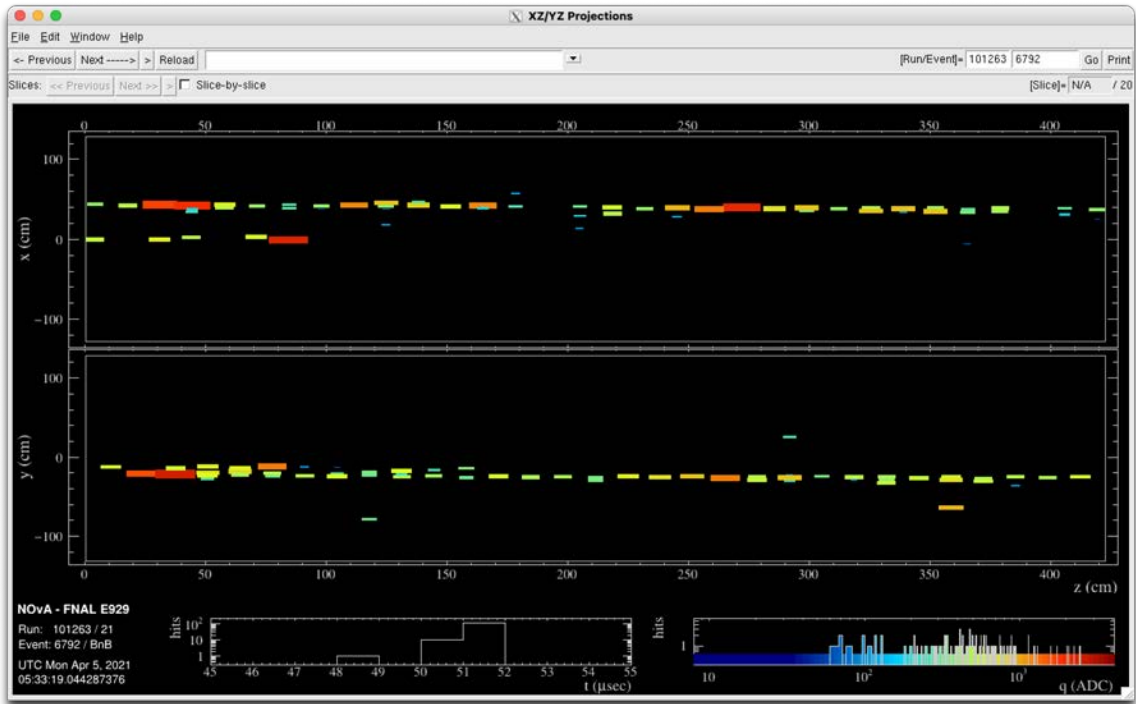 XZ/YZ Projections
File Edit Window Help
<- Previous Next -----> > Reload [Run/Event]= 101263 6792 Go Print
Slices: << Previous Next >> > Slice-by-slice [Slice]= N/A / 20
0 50 100 150 200 250 300 350 400
100
0
−100
x (cm)
100
0
−100
y (cm)
0 50 100 150 200 250 300 350 400
z (cm)
NOvA - FNAL E929
Run: 101263 / 21
Event: 6792 / BnB
UTC Mon Apr 5, 2021
05:33:19.044287376
hits
10²
10
1
45 46 47 48 49 50 51 52 53 54 55
t (μsec)
hits
1
10 10² 10³
q (ADC)